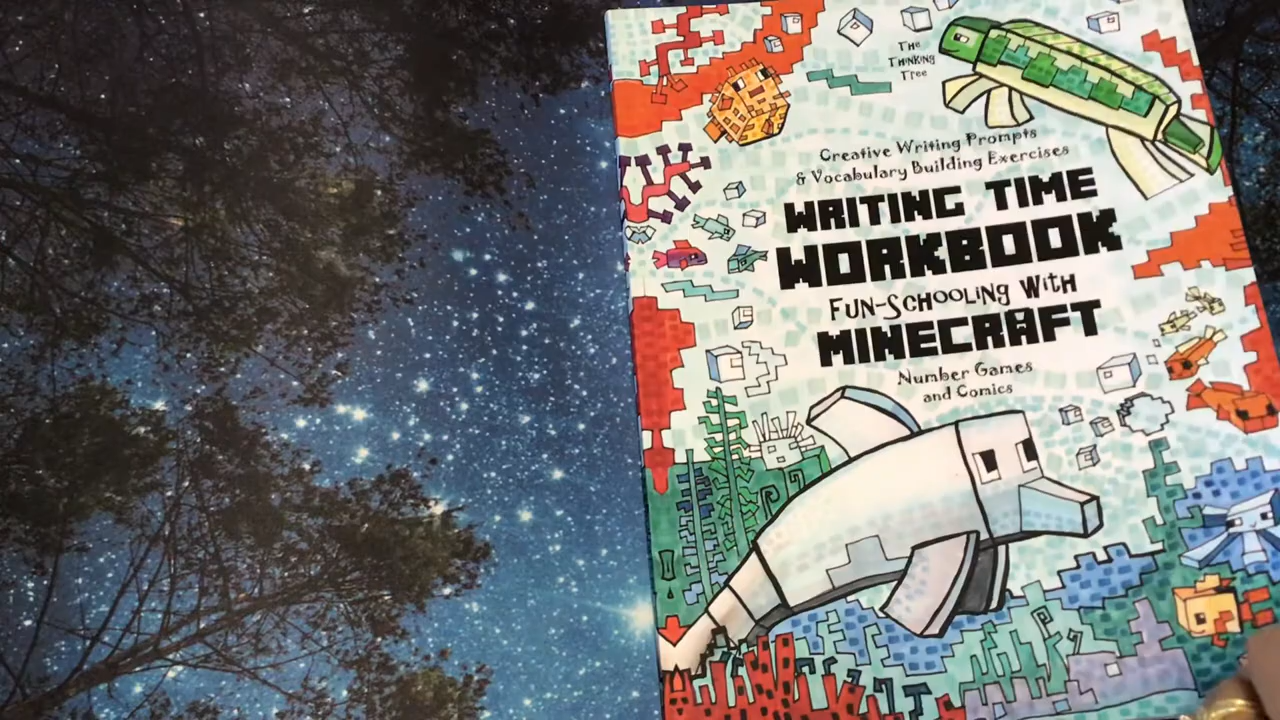 The
Thinking
Tree
Creative Writing Prompts
& Vocabulary Building Exercises
WRITING TIME
WORKBOOK
Fun-Schooling With
MINECRAFT
Number Games
and Comics